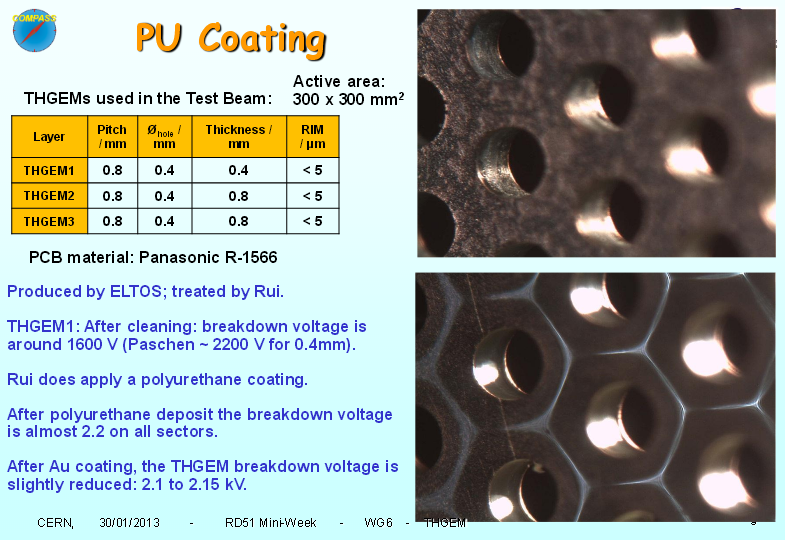 COMPASS
PU Coating
THGEMs used in the Test Beam:
Active area:
300 x 300 mm²
Layer	Pitch / mm	Ø hole / mm	Thickness / mm	RIM / µm
THGEM1	0.8	0.4	0.4	< 5
THGEM2	0.8	0.4	0.8	< 5
THGEM3	0.8	0.4	0.8	< 5
PCB material: Panasonic R-1566
Produced by ELTOS; treated by Rui.
THGEM1: After cleaning: breakdown voltage is
around 1600 V (Paschen ~ 2200 V for 0.4mm).
Rui does apply a polyurethane coating.
After polyurethane deposit the breakdown voltage
is almost 2.2 on all sectors.
After Au coating, the THGEM breakdown voltage is
slightly reduced: 2.1 to 2.15 kV.
CERN, 30/01/2013 - RD51 Mini-Week - WG6 - THGEM